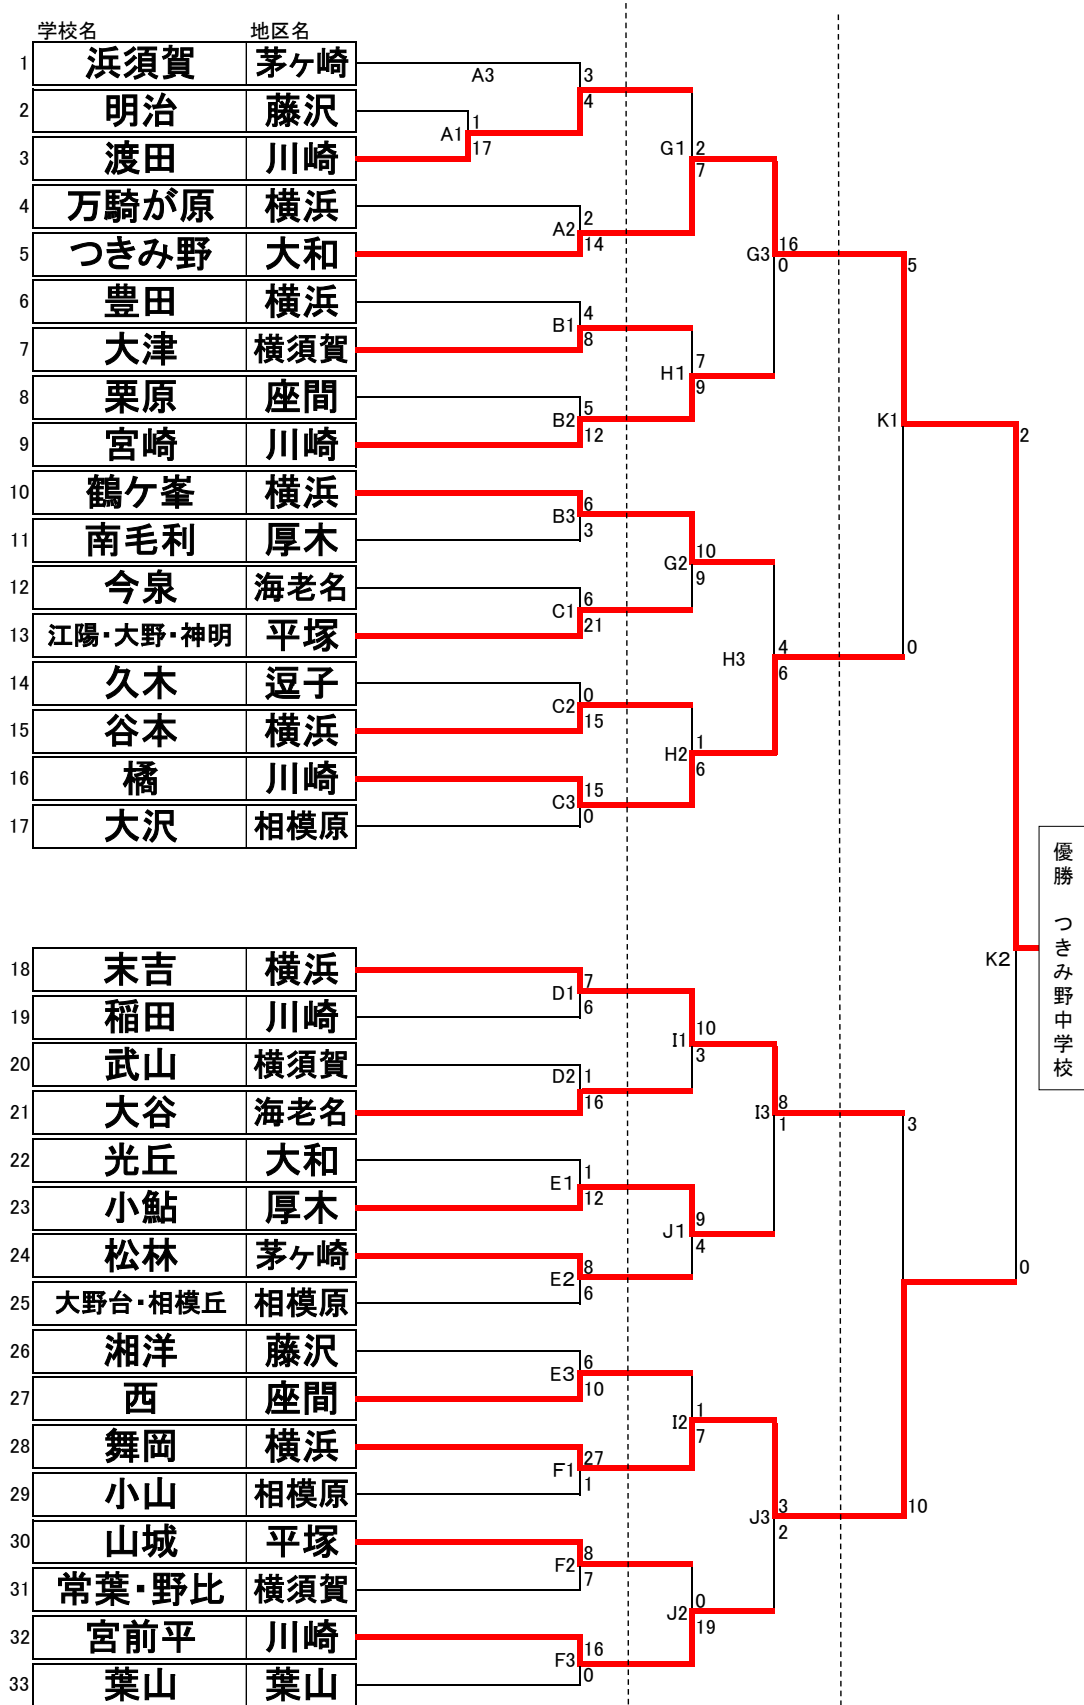 学校名 地区名
1 浜須賀 茅ヶ崎
2 明治 藤沢
3 渡田 川崎
4 万騎が原 横浜
5 つきみ野 大和
6 豊田 横浜
7 大津 横須賀
8 栗原 座間
9 宮崎 川崎
10 鶴ケ峯 横浜
11 南毛利 厚木
12 今泉 海老名
13 江陽・大野・神明 平塚
14 久木 逗子
15 谷本 横浜
16 橘 川崎
17 大沢 相模原
18 末吉 横浜
19 稲田 川崎
20 武山 横須賀
21 大谷 海老名
22 光丘 大和
23 小鮎 厚木
24 松林 茅ヶ崎
25 大野台・相模丘 相模原
26 湘洋 藤沢
27 西 座間
28 舞岡 横浜
29 小山 相模原
30 山城 平塚
31 常葉・野比 横須賀
32 宮前平 川崎
33 葉山 葉山
A1 1 17
A3 3 4
A2 2 14
B1 4 8
B2 5 12
B3 6 3
C1 6 21
C2 0 15
C3 15 0
D1 7 6
D2 1 16
E1 1 12
E2 8 6
E3 6 10
F1 27 1
F2 8 7
F3 16 0
G1 2 7
H1 7 9
G2 10 9
H2 1 6
I1 10 3
J1 9 4
I2 1 7
J2 0 19
G3 16 0
H3 4 6
I3 8 1
J3 3 2
K1 5 0
3 10
K2 2 0
優勝 つきみ野中学校